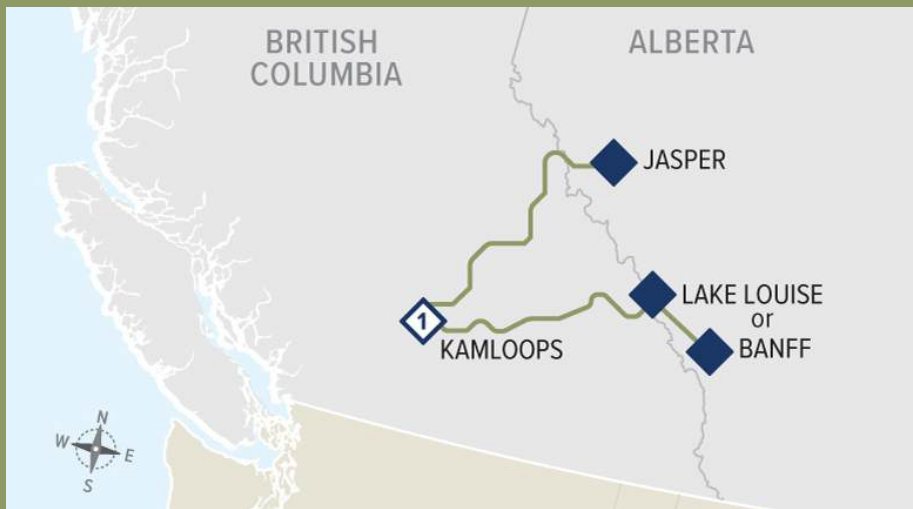 BRITISH
COLUMBIA
ALBERTA
JASPER
LAKE LOUISE
or
BANFF
1
KAMLOOPS
N
W
E
S